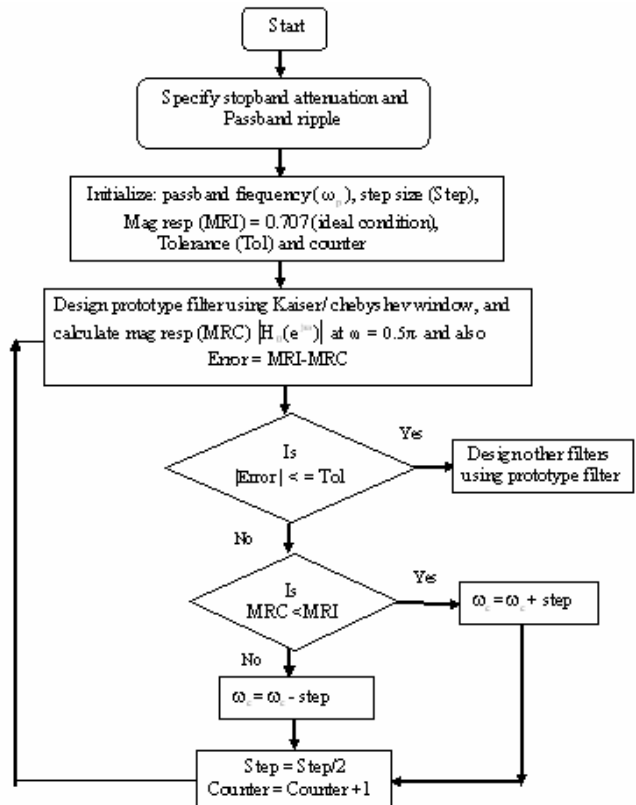 Start
Specify stopband attenuation and
Passband ripple
Initialize: passband frequency(ωp), step size (Step),
Mag resp (MRI) = 0.707 (ideal condition),
Tolerance (Tol) and counter
Design prototype filter using Kaiser/ chebyshev window, and
calculate mag resp (MRC) |H0(e^jω)| at ω = 0.5π and also
Error = MRI-MRC
Is
|Error| < = Tol
Yes
Design other filters
using prototype filter
No
Is
MRC <MRI
Yes
ωc = ωc + step
No
ωc = ωc - step
Step = Step/2
Counter = Counter +1